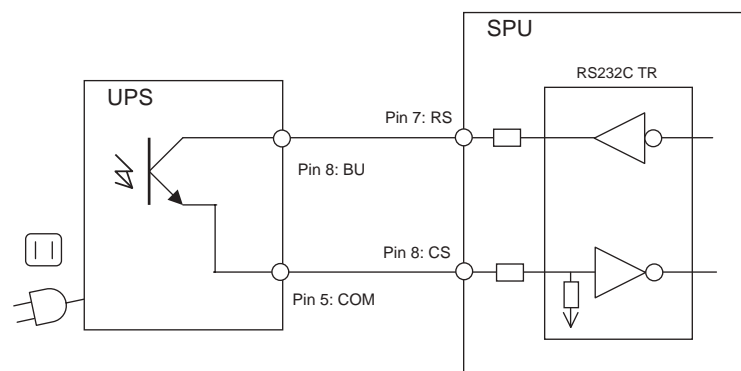 SPU
RS232C TR
UPS
Pin 7: RS
Pin 8: BU
Pin 8: CS
Pin 5: COM